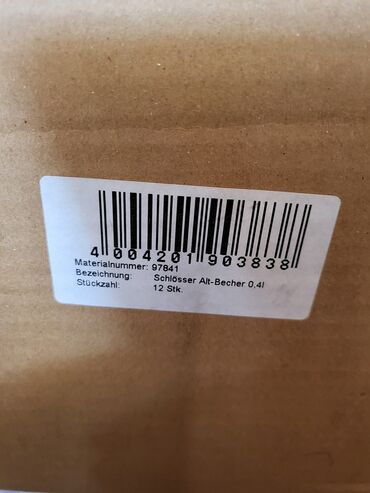 4 004201 903838
Materialnummer: 97841
Bezeichnung: Schlösser Alt-Becher 0,4l
Stückzahl: 12 Stk.